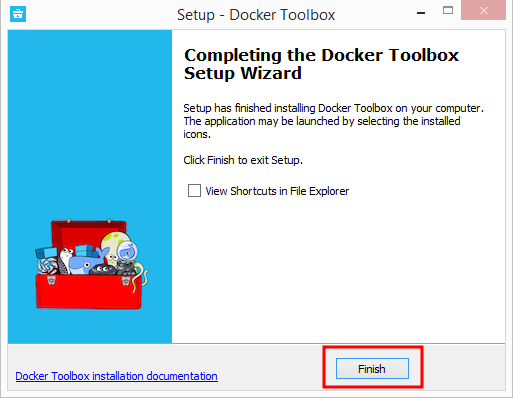 Setup - Docker Toolbox
Completing the Docker Toolbox
Setup Wizard
Setup has finished installing Docker Toolbox on your computer.
The application may be launched by selecting the installed
icons.
Click Finish to exit Setup.
View Shortcuts in File Explorer
Docker Toolbox installation documentation
Finish